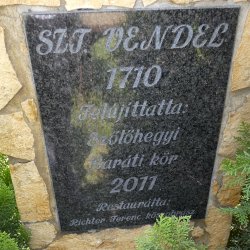 SZT. VENDEL
1710
Felújíttatta:
Szőlőhegyi
Baráti kör
2011
Restaurálta:
Richter Ferenc